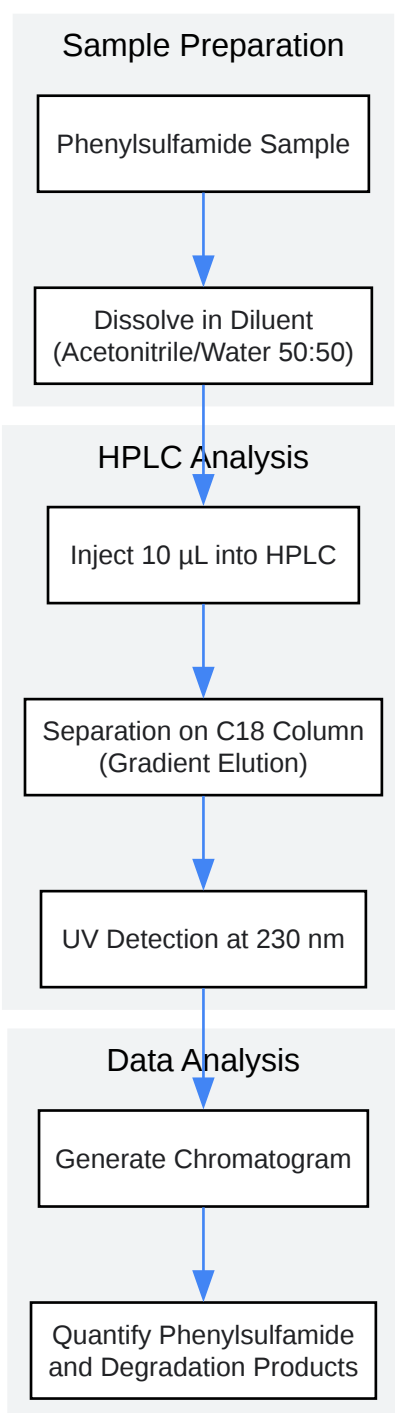 Sample Preparation
Phenylsulfamide Sample
Dissolve in Diluent
(Acetonitrile/Water 50:50)
HPLC Analysis
Inject 10 µL into HPLC
Separation on C18 Column
(Gradient Elution)
UV Detection at 230 nm
Data Analysis
Generate Chromatogram
Quantify Phenylsulfamide
and Degradation Products